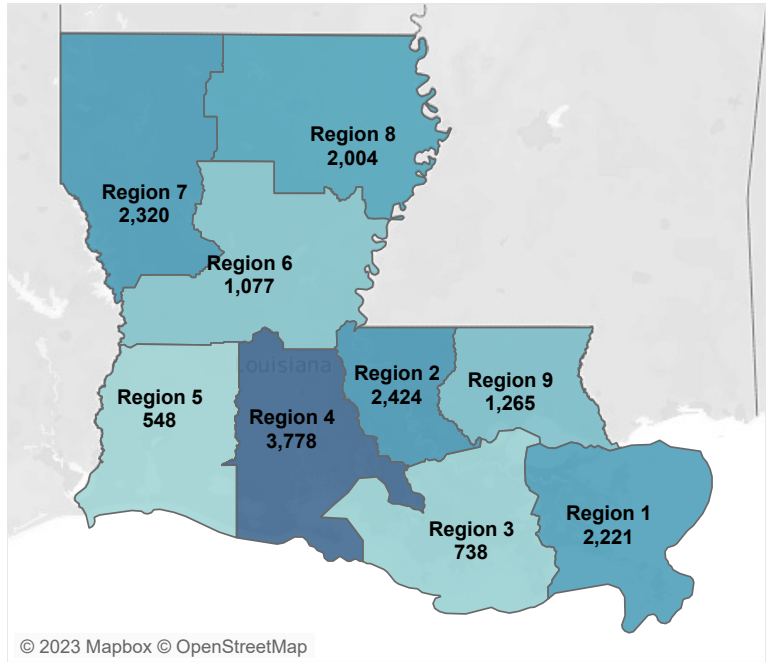 Region 8
2,004
Region 7
2,320
Region 6
1,077
Louisiana
Region 2
2,424
Region 9
1,265
Region 5
548
Region 4
3,778
Region 1
2,221
Region 3
738
© 2023 Mapbox © OpenStreetMap